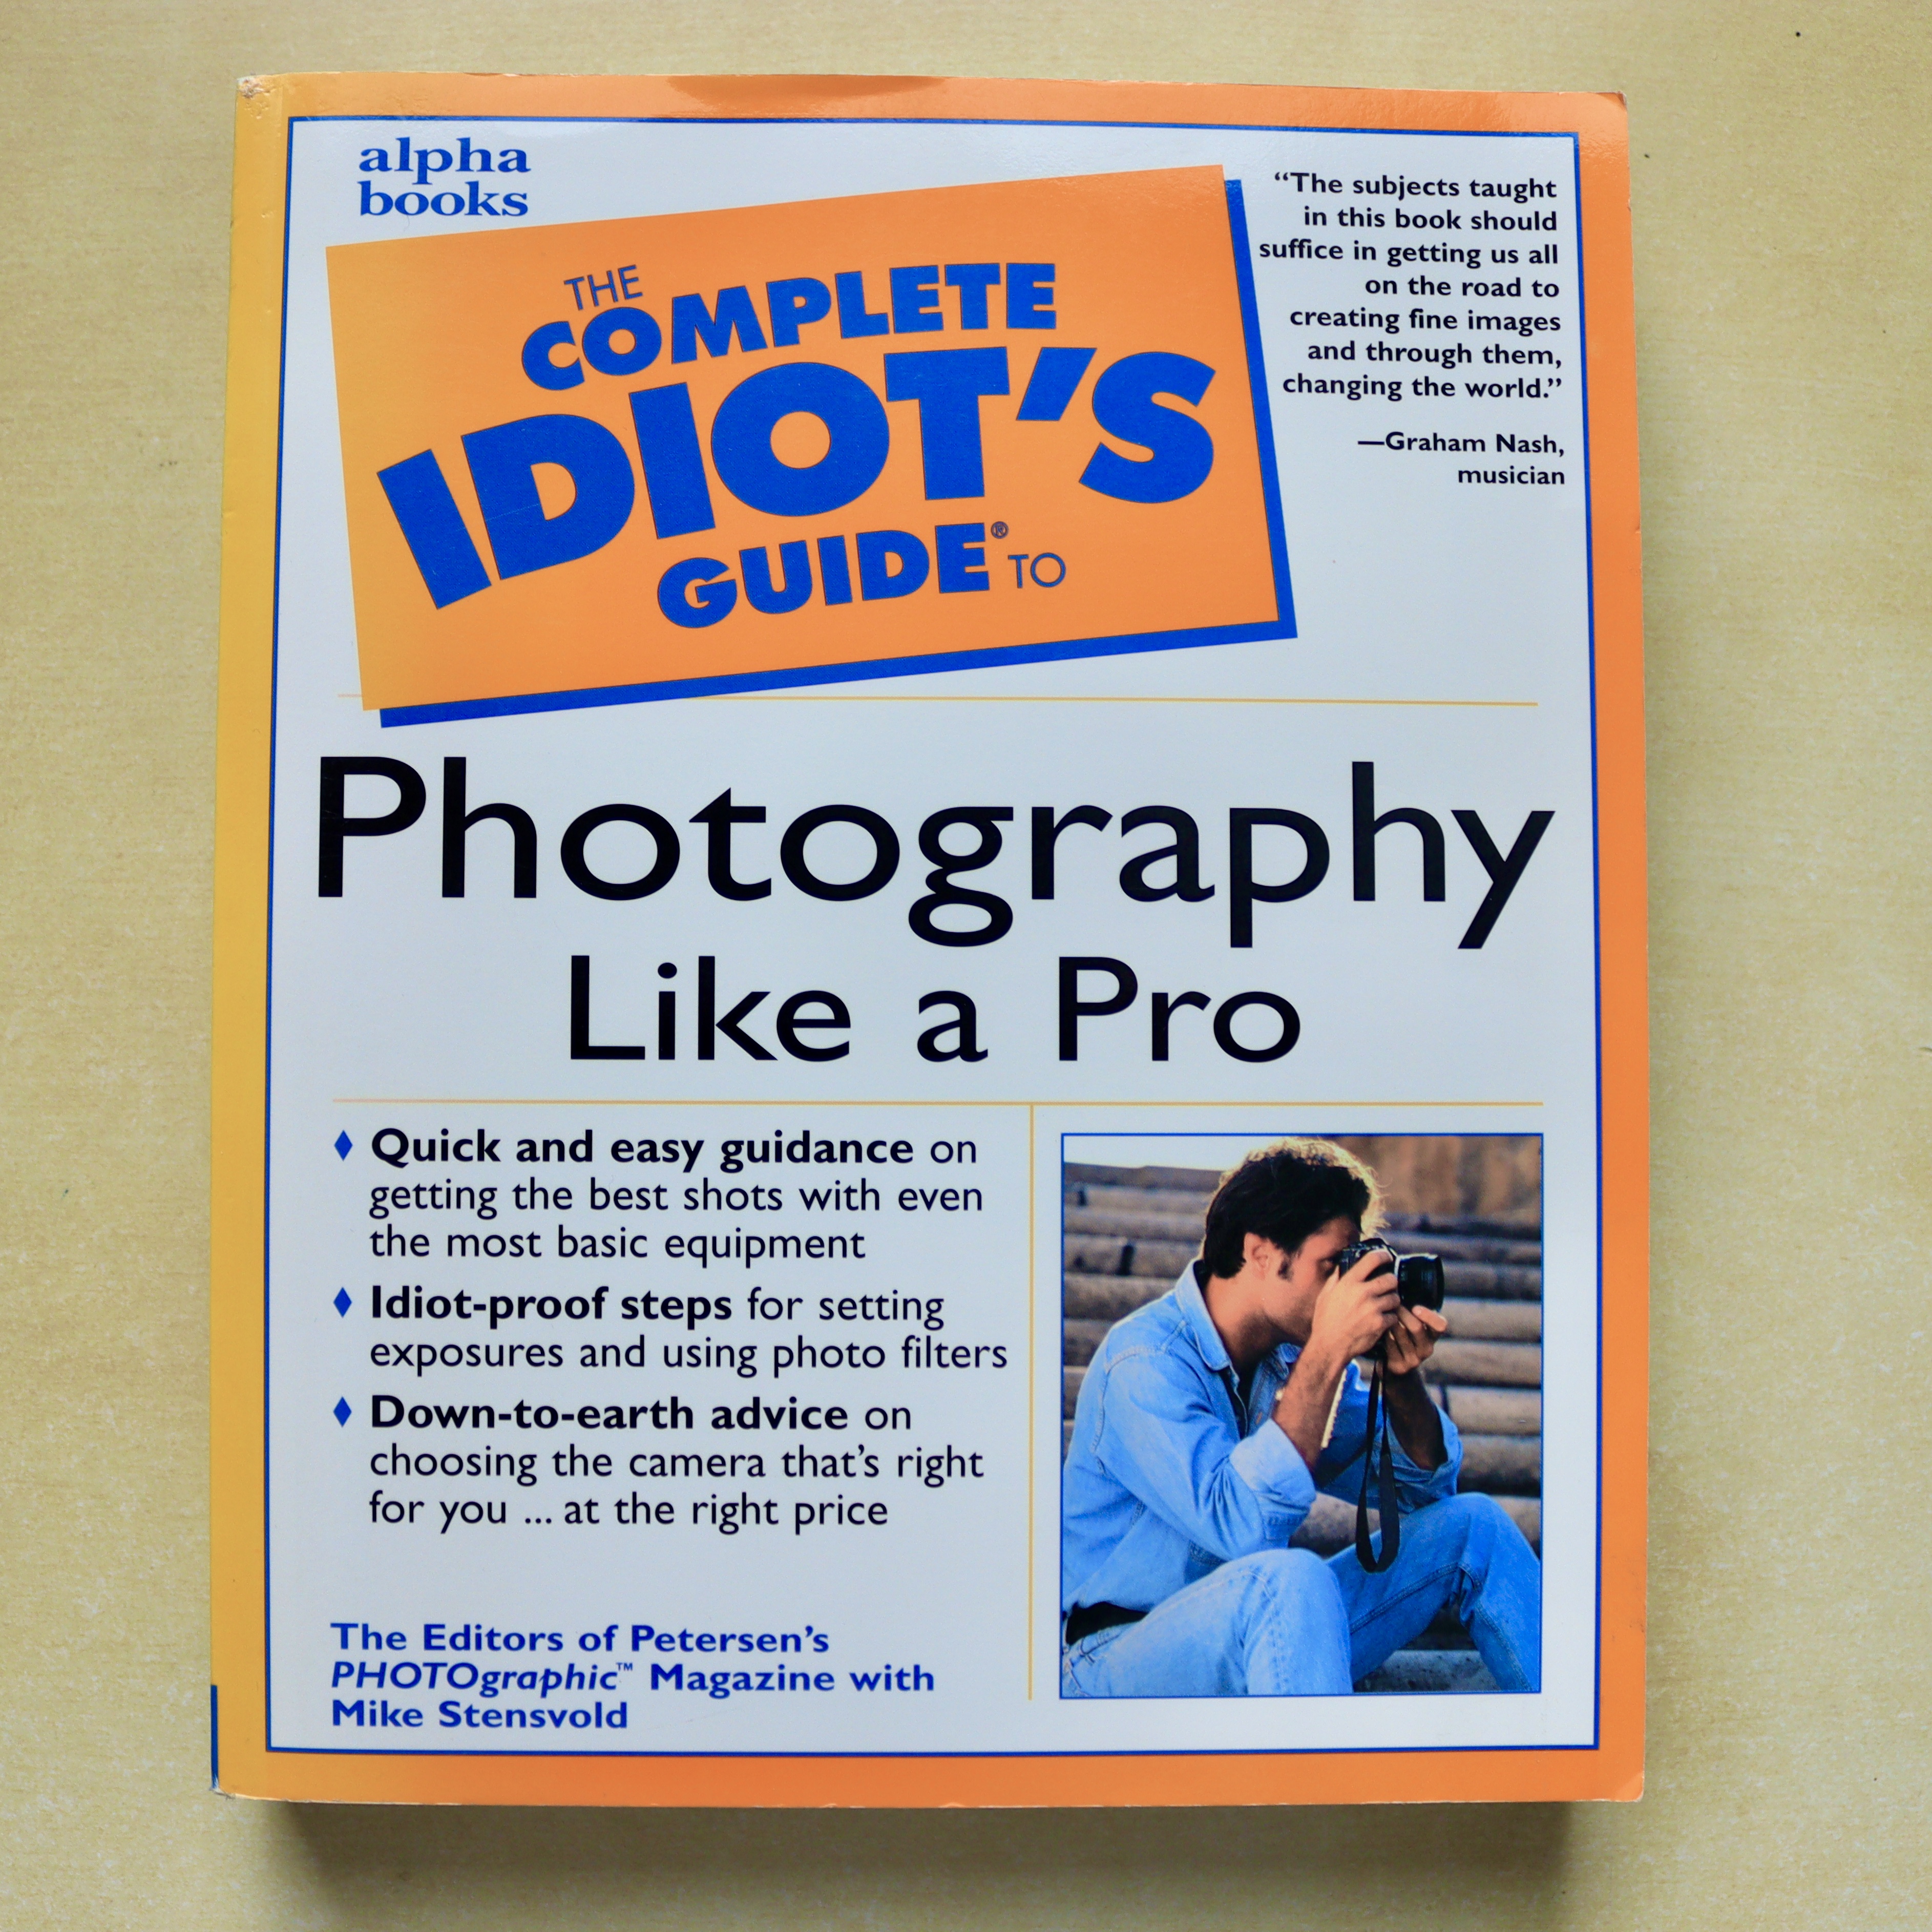 alpha
books
THE
COMPLETE
IDIOT'S
GUIDE® TO
“The subjects taught
in this book should
suffice in getting us all
on the road to
creating fine images
and through them,
changing the world.”
—Graham Nash,
musician
Photography
Like a Pro
♦ Quick and easy guidance on
getting the best shots with even
the most basic equipment
♦ Idiot-proof steps for setting
exposures and using photo filters
♦ Down-to-earth advice on
choosing the camera that’s right
for you ... at the right price
The Editors of Petersen’s
PHOTOgraphic™ Magazine with
Mike Stensvold